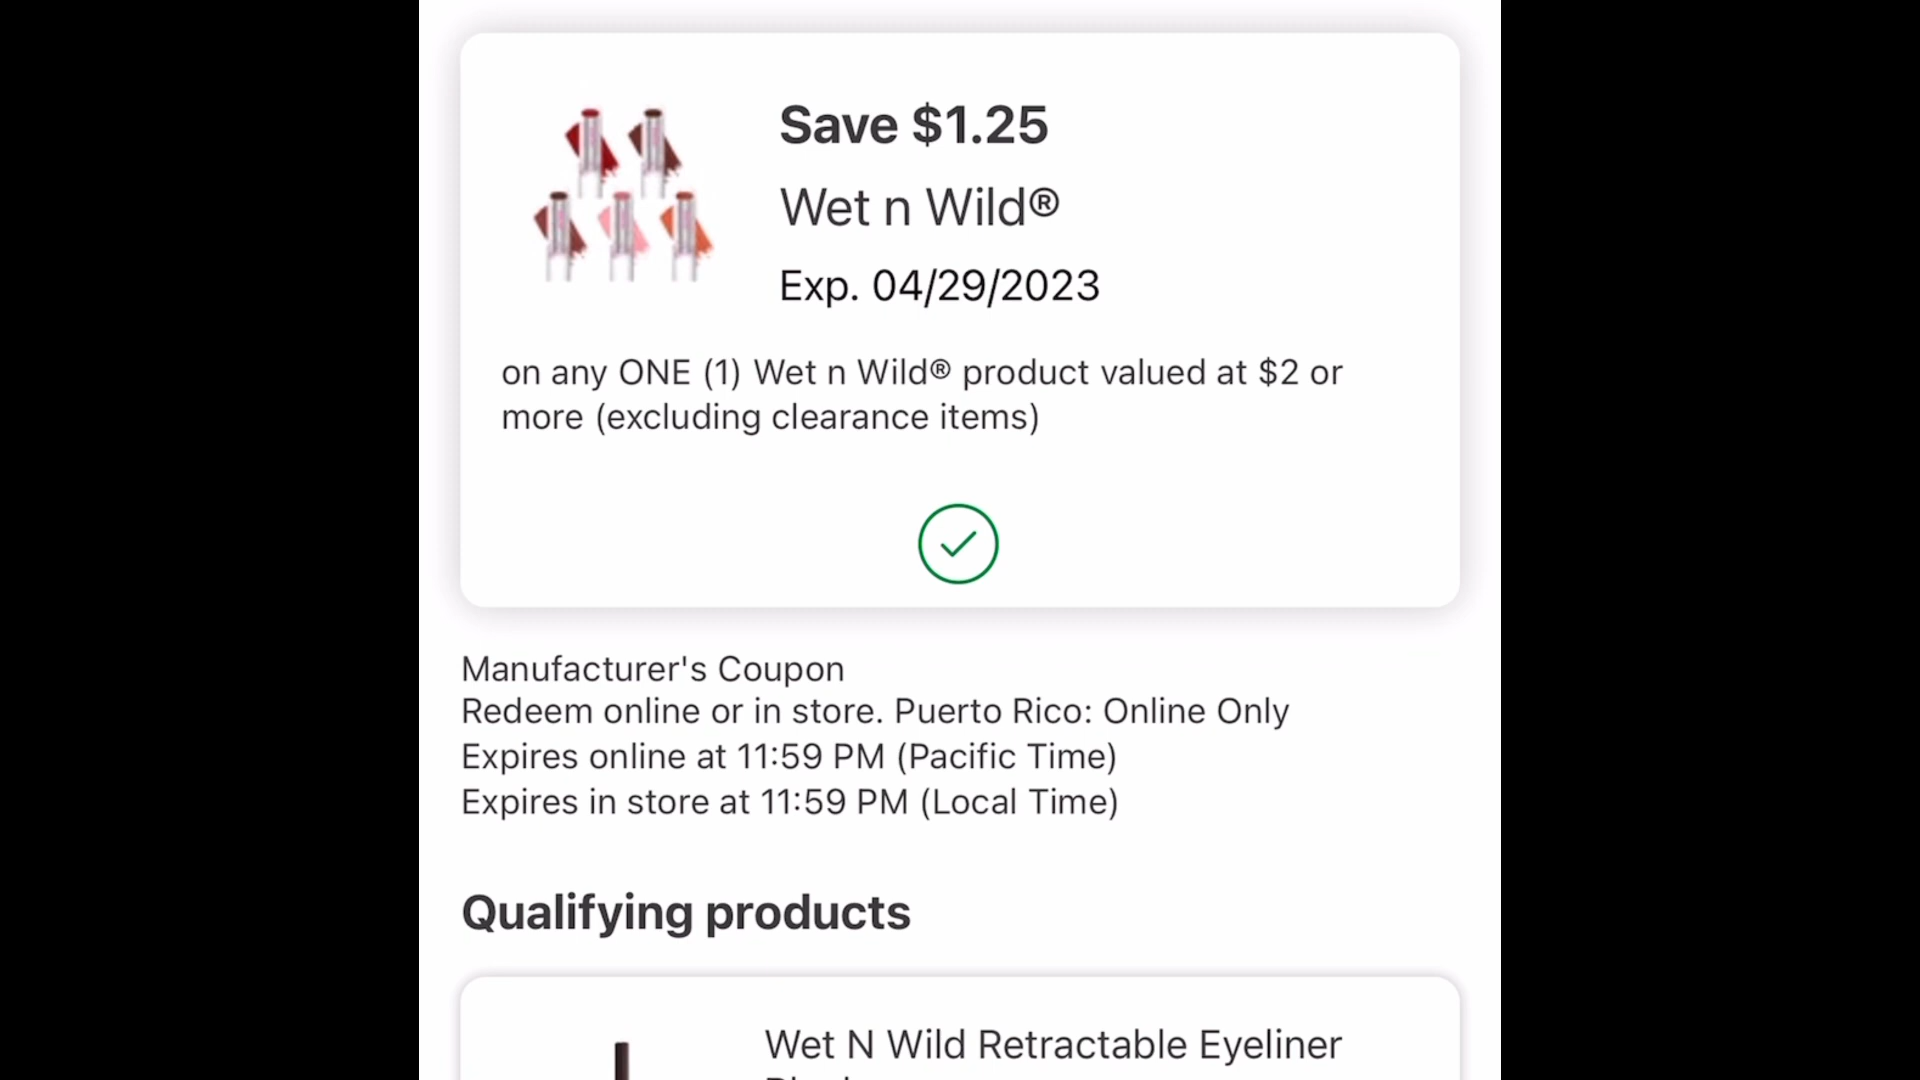 Save $1.25
Wet n Wild®
Exp. 04/29/2023
on any ONE (1) Wet n Wild® product valued at $2 or
more (excluding clearance items)
Manufacturer's Coupon
Redeem online or in store. Puerto Rico: Online Only
Expires online at 11:59 PM (Pacific Time)
Expires in store at 11:59 PM (Local Time)
Qualifying products
Wet N Wild Retractable Eyeliner